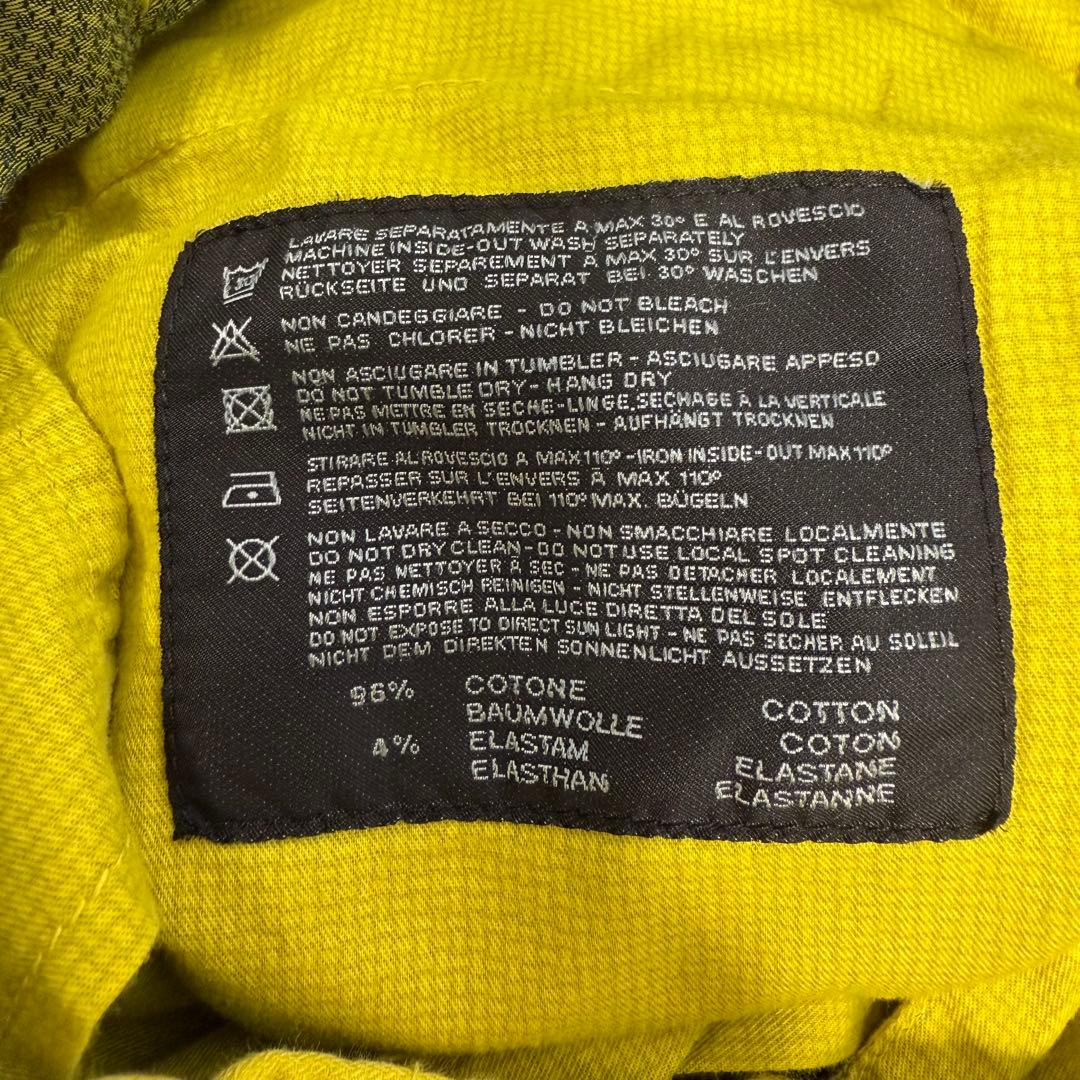 LAVARE SEPARATAMENTE A MAX 30° E AL ROVESCIO
MACHINE INSIDE-OUT WASH SEPARATELY
NETTOYER SEPAREMENT A MAX 30° SUR L'ENVERS
RÜCKSEITE UND SEPARAT BEI 30° WASCHEN
30
NON CANDEGGIARE - DO NOT BLEACH
NE PAS CHLORER - NICHT BLEICHEN
NON ASCIUGARE IN TUMBLER - ASCIUGARE APPESO
DO NOT TUMBLE DRY - HANG DRY
NE PAS METTRE EN SECHE-LINGE, SECHAGE À LA VERTICALE
NICHT IN TUMBLER TROCKNEN - AUFHÄNGT TROCKNEN
STIRARE AL ROVESCIO A MAX 110° - IRON INSIDE-OUT MAX 110°
REPASSER SUR L'ENVERS À MAX 110°
SEITENVERKEHRT BEI 110° MAX. BÜGELN
NON LAVARE A SECCO - NON SMACCHIARE LOCALMENTE
DO NOT DRY CLEAN - DO NOT USE LOCAL SPOT CLEANING
NE PAS NETTOYER A SEC - NE PAS DETACHER LOCALEMENT
NICHT CHEMISCH REINIGEN - NICHT STELLENWEISE ENTFLECKEN
NON ESPORRE ALLA LUCE DIRETTA DEL SOLE
DO NOT EXPOSE TO DIRECT SUN LIGHT - NE PAS SECHER AU SOLEIL
NICHT DEM DIREKTEN SONNENLICHT AUSSETZEN
96% COTONE
BAUMWOLLE COTTON
COTON
4% ELASTAM
ELASTHAN ELASTANE
ELASTANNE